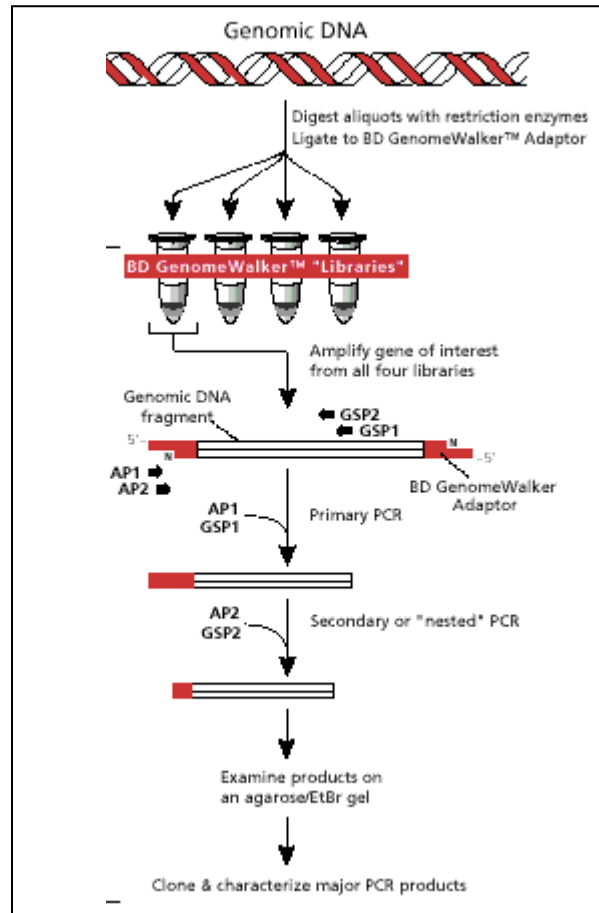 Genomic DNA
Digest aliquots with restriction enzymes
Ligate to BD GenomeWalker™ Adaptor
BD GenomeWalker™ "Libraries"
Amplify gene of interest
from all four libraries
Genomic DNA
fragment
GSP2
GSP1
5'–
N
N
–5'
AP1
AP2
BD GenomeWalker
Adaptor
AP1
GSP1
Primary PCR
AP2
GSP2
Secondary or "nested" PCR
Examine products on
an agarose/EtBr gel
Clone & characterize major PCR products